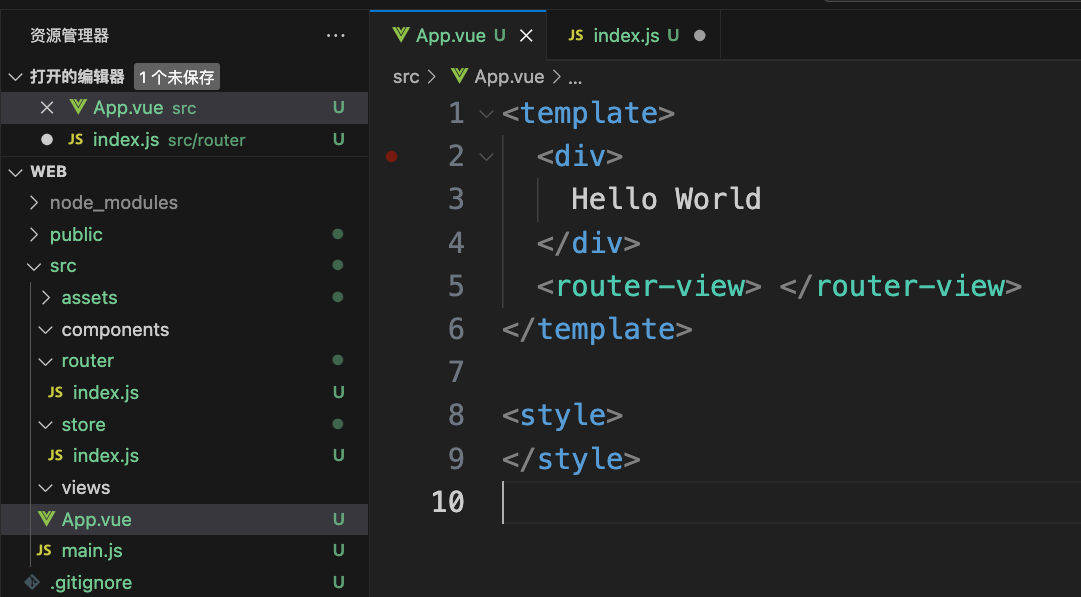 资源管理器 ...
打开的编辑器 1 个未保存
App.vue src U
JS index.js src/router U
WEB
node_modules
public
src
assets
components
router
JS index.js U
store
JS index.js U
views
App.vue U
JS main.js U
.gitignore U
App.vue U JS index.js U
src > App.vue > ...
1 <template>
2 <div>
3 Hello World
4 </div>
5 <router-view> </router-view>
6 </template>
7
8 <style>
9 </style>
10